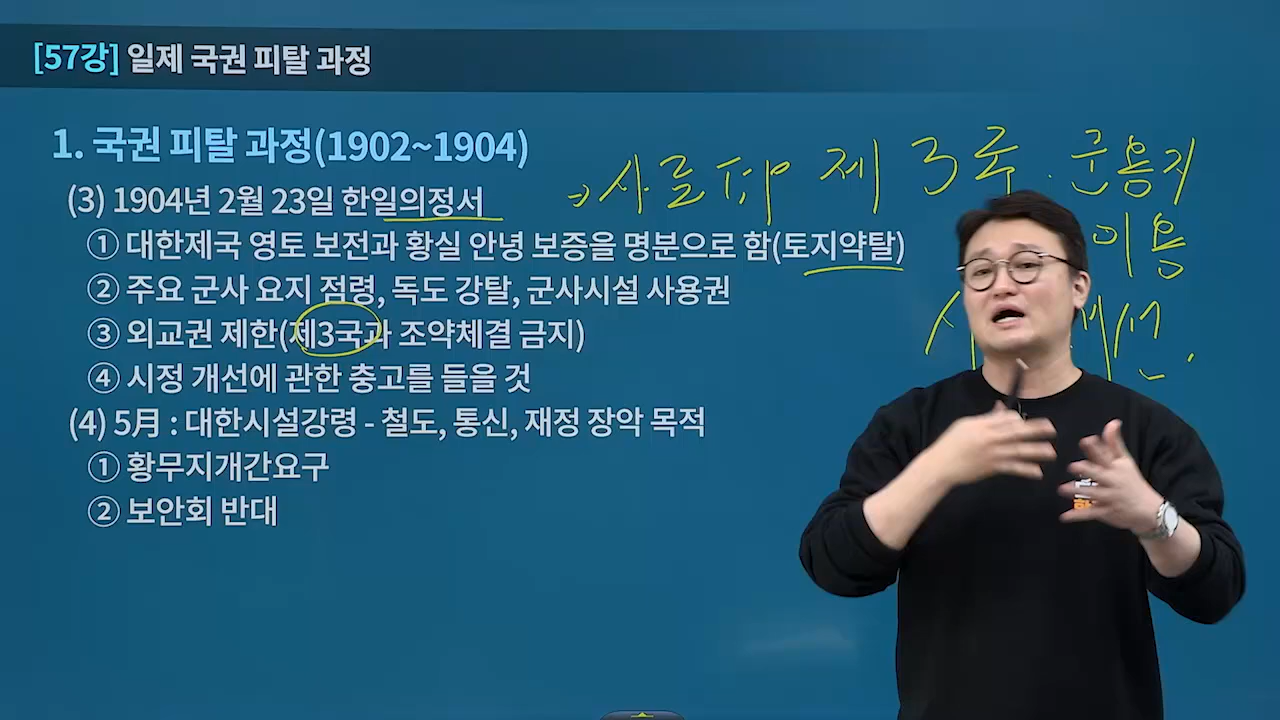 [57강] 일제 국권 피탈 과정
1. 국권 피탈 과정(1902~1904)
(3) 1904년 2월 23일 한일의정서
① 대한제국 영토 보전과 황실 안녕 보증을 명분으로 함(토지약탈)
② 주요 군사 요지 점령, 독도 강탈, 군사시설 사용권
③ 외교권 제한(제3국과 조약체결 금지)
④ 시정 개선에 관한 충고를 들을 것
(4) 5月 : 대한시설강령 - 철도, 통신, 재정 장악 목적
① 황무지개간요구
② 보안회 반대
제 3국 군용지
이용